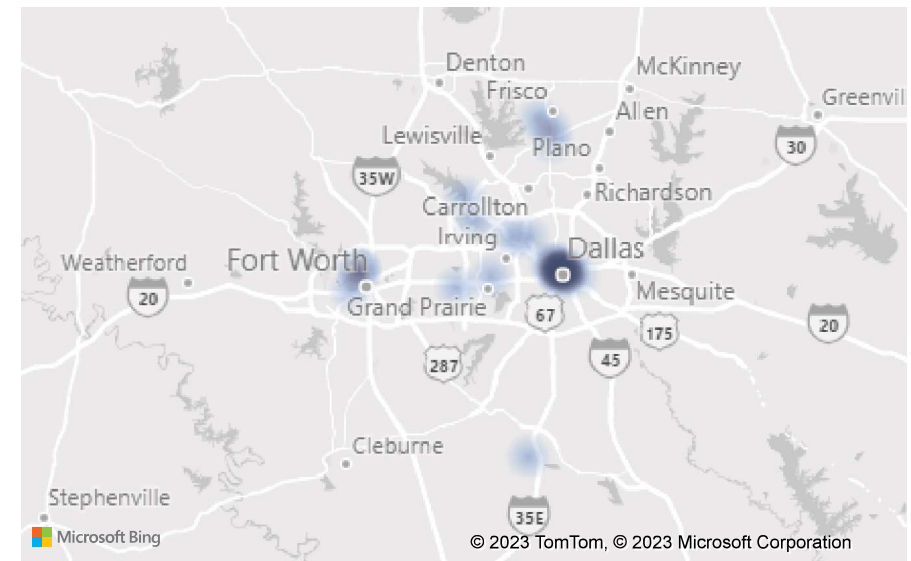 Denton
McKinney
Frisco
Greenvil
Allen
Lewisville
Plano
30
35W
Richardson
Carrollton
Irving
Dallas
Fort Worth
Weatherford
Mesquite
20
Grand Prairie
67
175
20
287
45
Cleburne
Stephenville
35E
Microsoft Bing
© 2023 TomTom, © 2023 Microsoft Corporation